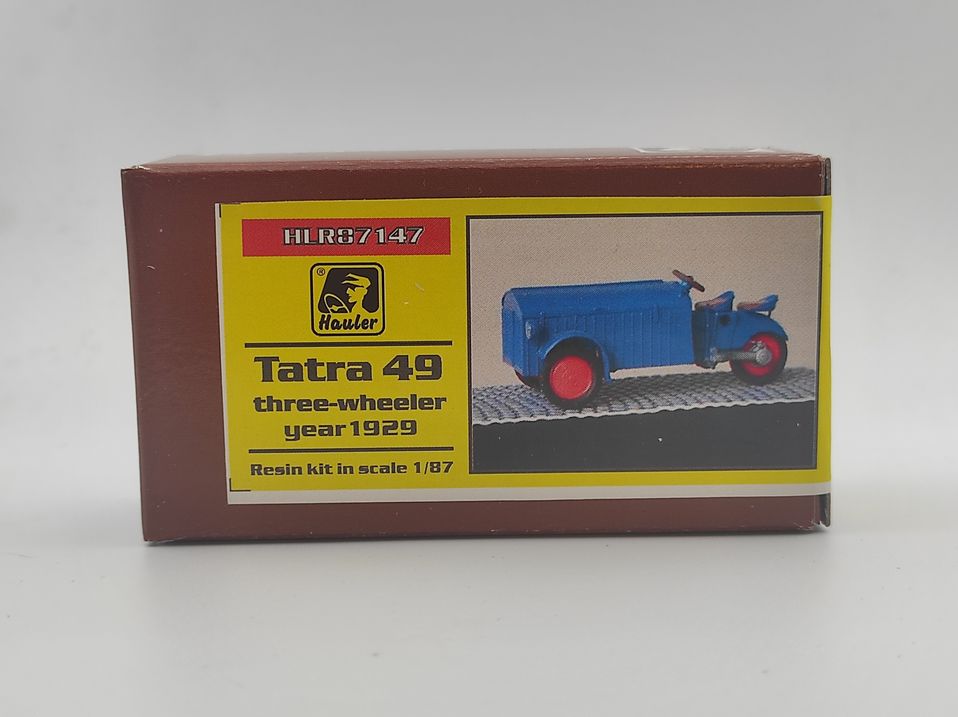 HLR87147
®
Hauler
Tatra 49
three-wheeler
year 1929
Resin kit in scale 1/87